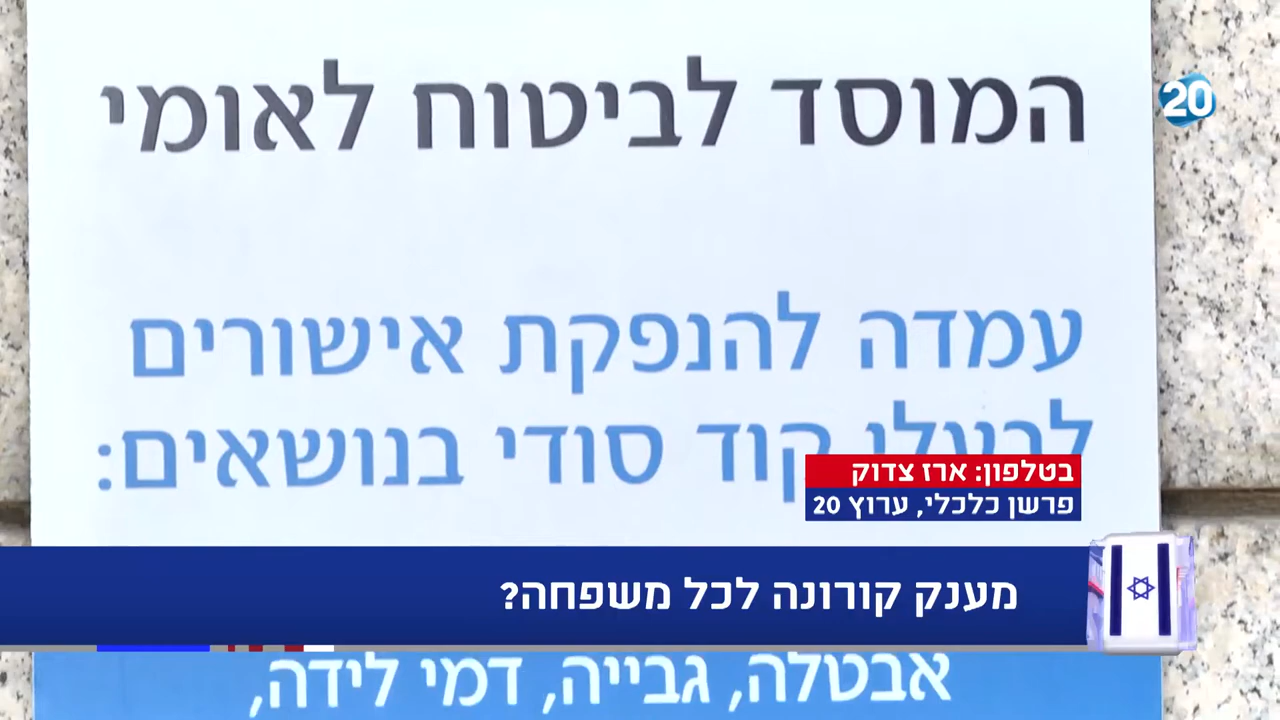 המוסד לביטוח לאומי
20
עמדה להנפקת אישורים
לבעלי קוד סודי בנושאים:
בטלפון: ארז צדוק
פרשן כלכלי, ערוץ 20
מענק קורונה לכל משפחה?
אבטלה, גבייה, דמי לידה,